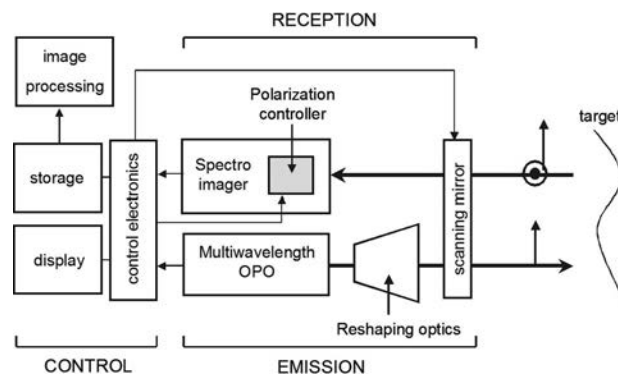 RECEPTION
image
processing
Polarization
controller
target
Spectro
imager
storage
control electronics
scanning mirror
display
Multiwavelength
OPO
Reshaping optics
CONTROL
EMISSION